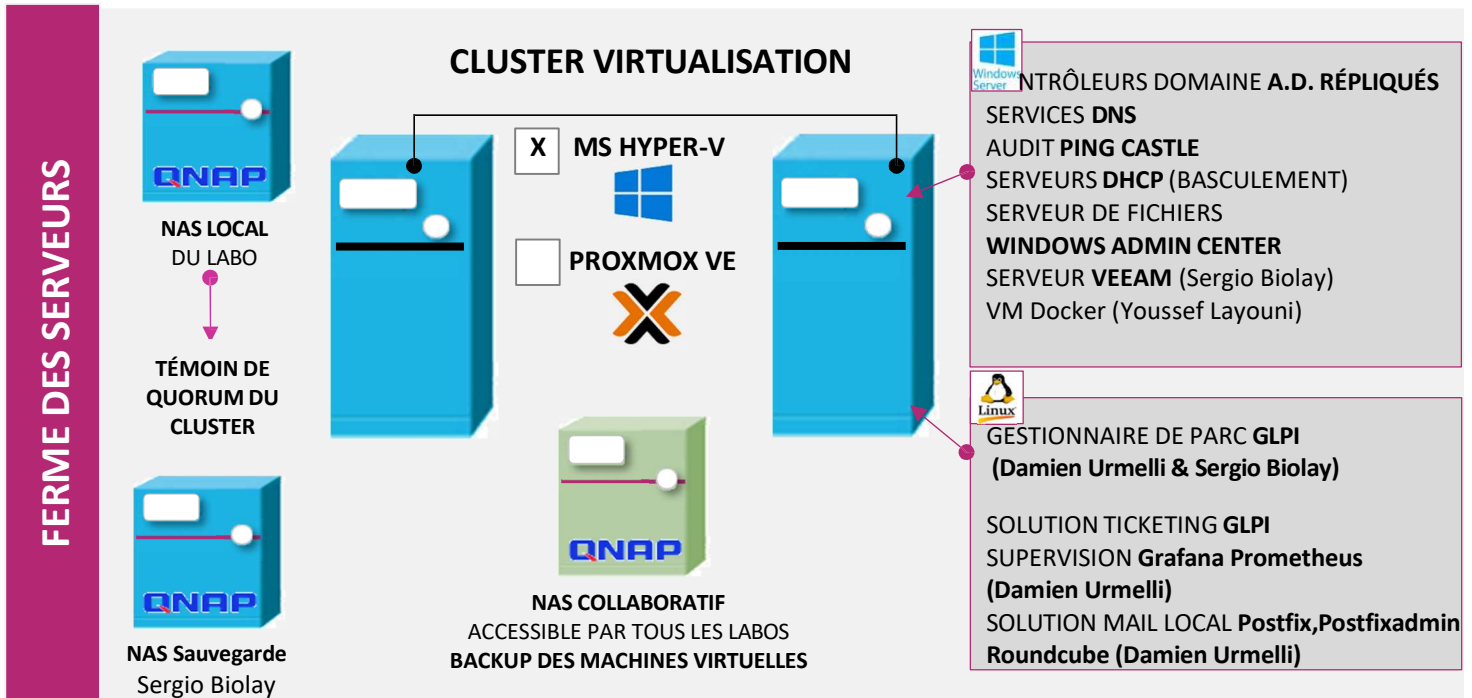 FERME DES SERVEURS
CLUSTER VIRTUALISATION
QNAP
NAS LOCAL
DU LABO
TÉMOIN DE
QUORUM DU
CLUSTER
QNAP
NAS Sauvegarde
Sergio Biolay
X MS HYPER-V
PROXMOX VE
QNAP
NAS COLLABORATIF
ACCESSIBLE PAR TOUS LES LABOS
BACKUP DES MACHINES VIRTUELLES
Windows
Server
NTRÔLEURS DOMAINE A.D. RÉPLIQUÉS
SERVICES DNS
AUDIT PING CASTLE
SERVEURS DHCP (BASCULEMENT)
SERVEUR DE FICHIERS
WINDOWS ADMIN CENTER
SERVEUR VEEAM (Sergio Biolay)
VM Docker (Youssef Layouni)
Linux
GESTIONNAIRE DE PARC GLPI
(Damien Urmelli & Sergio Biolay)
SOLUTION TICKETING GLPI
SUPERVISION Grafana Prometheus
(Damien Urmelli)
SOLUTION MAIL LOCAL Postfix,Postfixadmin
Roundcube (Damien Urmelli)